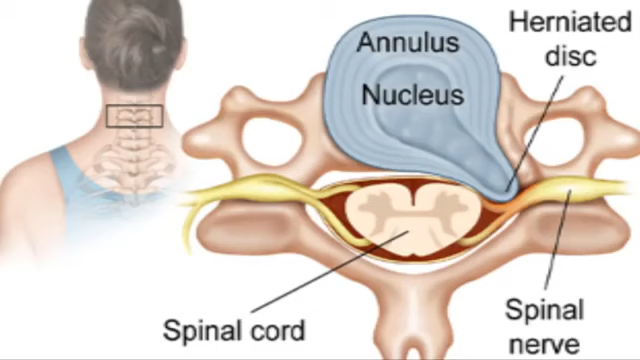 Herniated
disc
Annulus
Nucleus
Spinal cord
Spinal
nerve